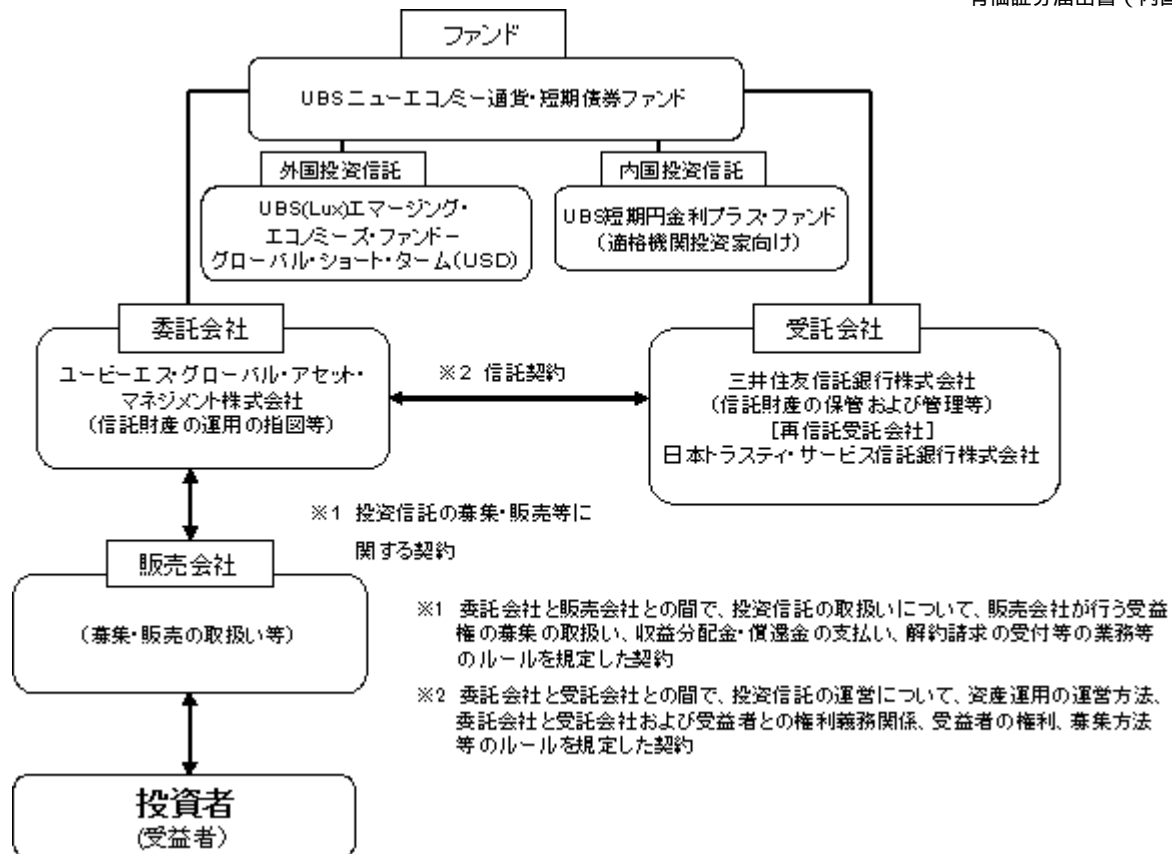 有価証券届出書（内国
ファンド
UBSニューエコノミー通貨・短期債券ファンド
外国投資信託
内国投資信託
UBS(Lux)エマージング・
エコノミーズ・ファンド－
グローバル・ショート・ターム(USD)
UBS短期円金利プラス・ファンド
(適格機関投資家向け)
委託会社
受託会社
ユービーエス・グローバル・アセット・
マネジメント株式会社
(信託財産の運用の指図等)
※2 信託契約
三井住友信託銀行株式会社
(信託財産の保管および管理等)
[再信託受託会社]
日本トラスティ・サービス信託銀行株式会社
※1 投資信託の募集・販売等に
関する契約
販売会社
(募集・販売の取扱い等)
※1 委託会社と販売会社との間で、投資信託の取扱いについて、販売会社が行う受益
権の募集の取扱い、収益分配金・償還金の支払い、解約請求の受付等の業務等
のルールを規定した契約
※2 委託会社と受託会社との間で、投資信託の運営について、資産運用の運営方法、
委託会社と受託会社および受益者との権利義務関係、受益者の権利、募集方法
等のルールを規定した契約
投資者
(受益者)